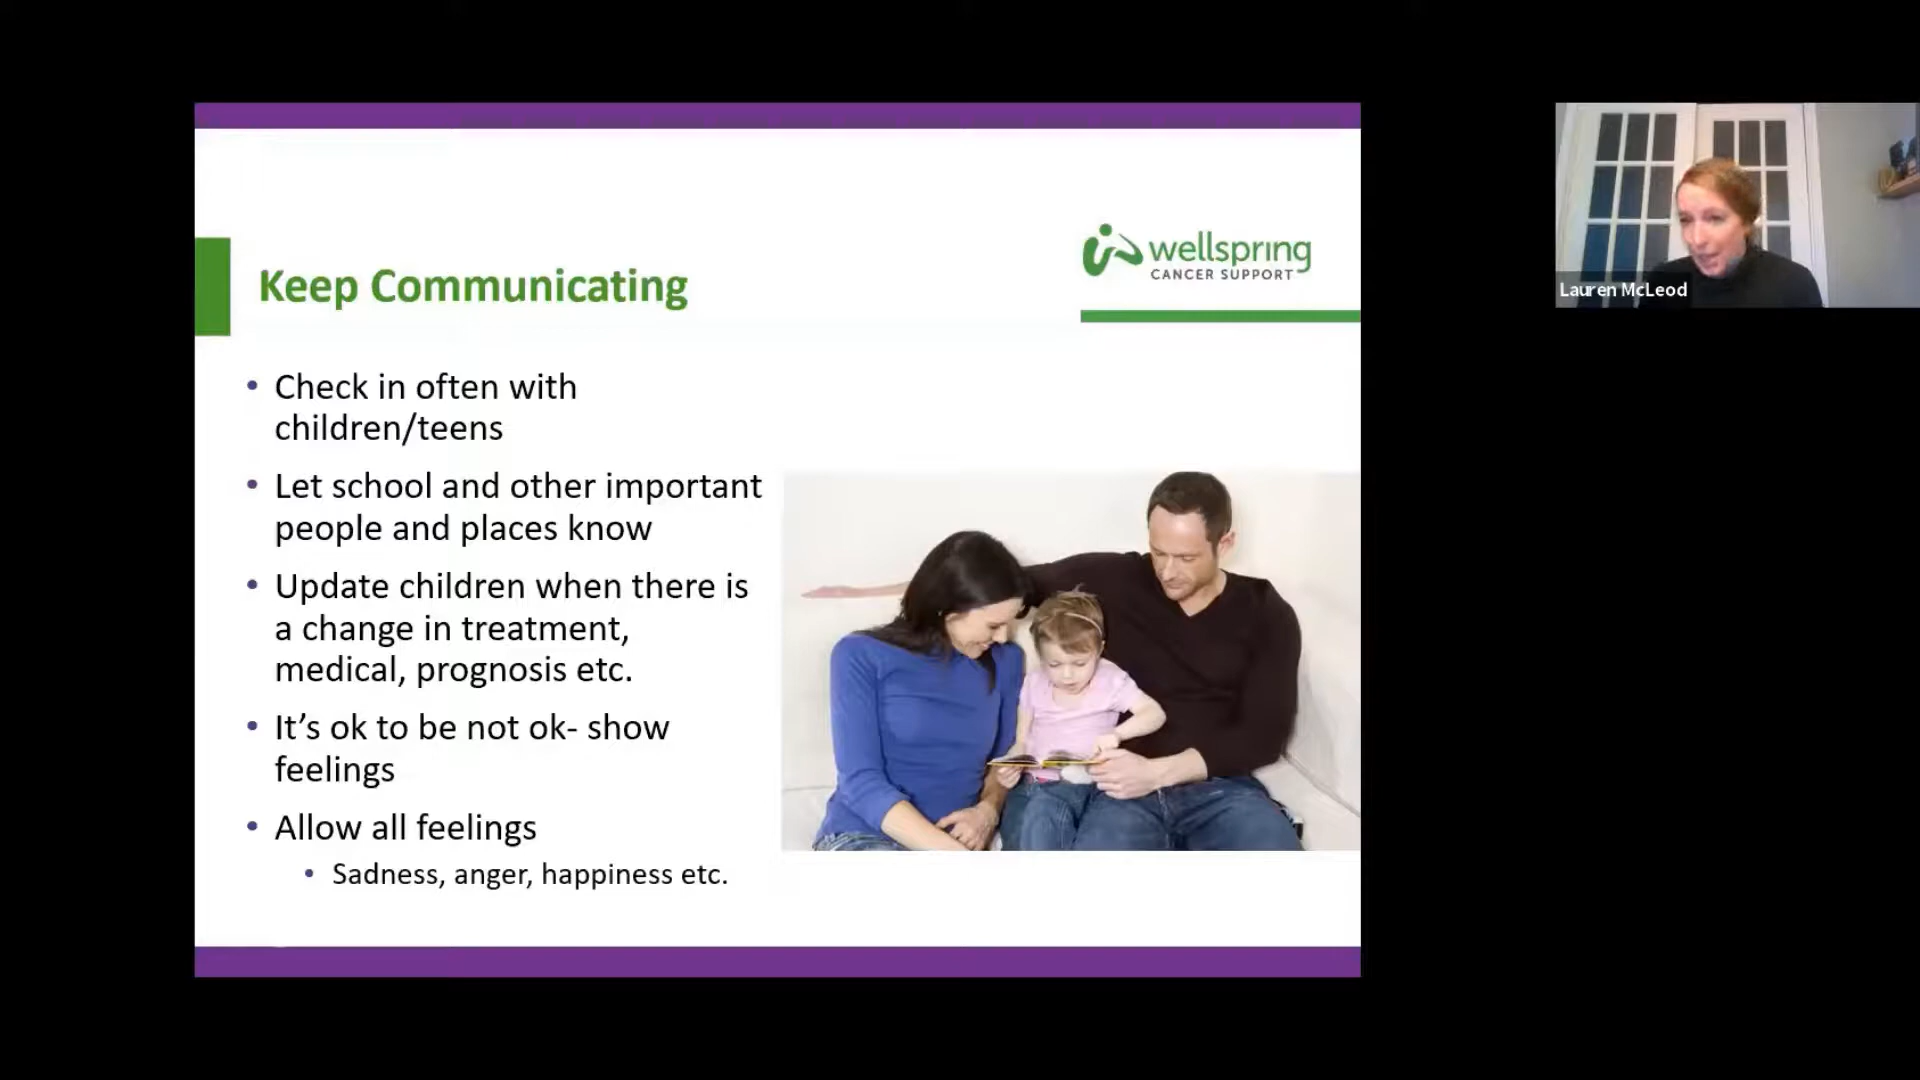 wellspring
CANCER SUPPORT
Keep Communicating
• Check in often with
children/teens
• Let school and other important
people and places know
• Update children when there is
a change in treatment,
medical, prognosis etc.
• It’s ok to be not ok- show
feelings
• Allow all feelings
• Sadness, anger, happiness etc.
Lauren McLeod